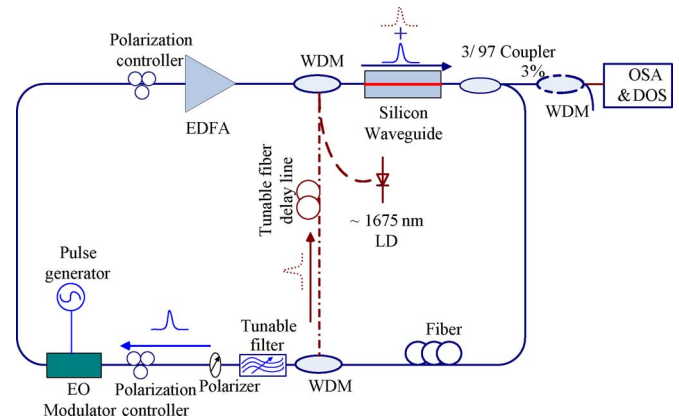 Polarization
controller
EDFA
WDM
+
Silicon
Waveguide
3/ 97 Coupler
3%
WDM
OSA
& DOS
Tunable fiber
delay line
~ 1675 nm
LD
Pulse
generator
EO
Modulator
Polarization
controller
Polarizer
Tunable
filter
WDM
Fiber